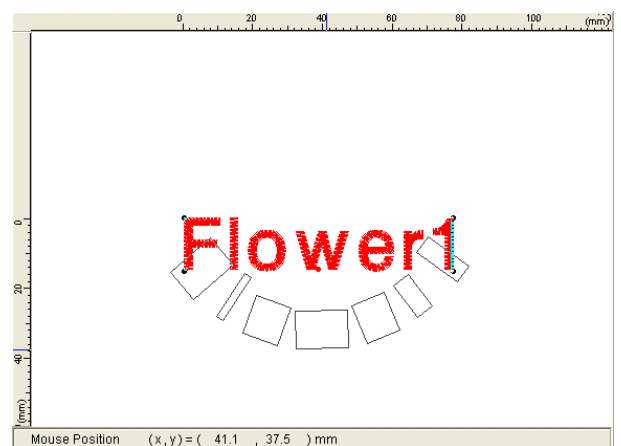 0 20 40 60 80 100 (mm)
Flower1
0
20
40
(mm)
Mouse Position (x,y) = ( 41.1 , 37.5 ) mm